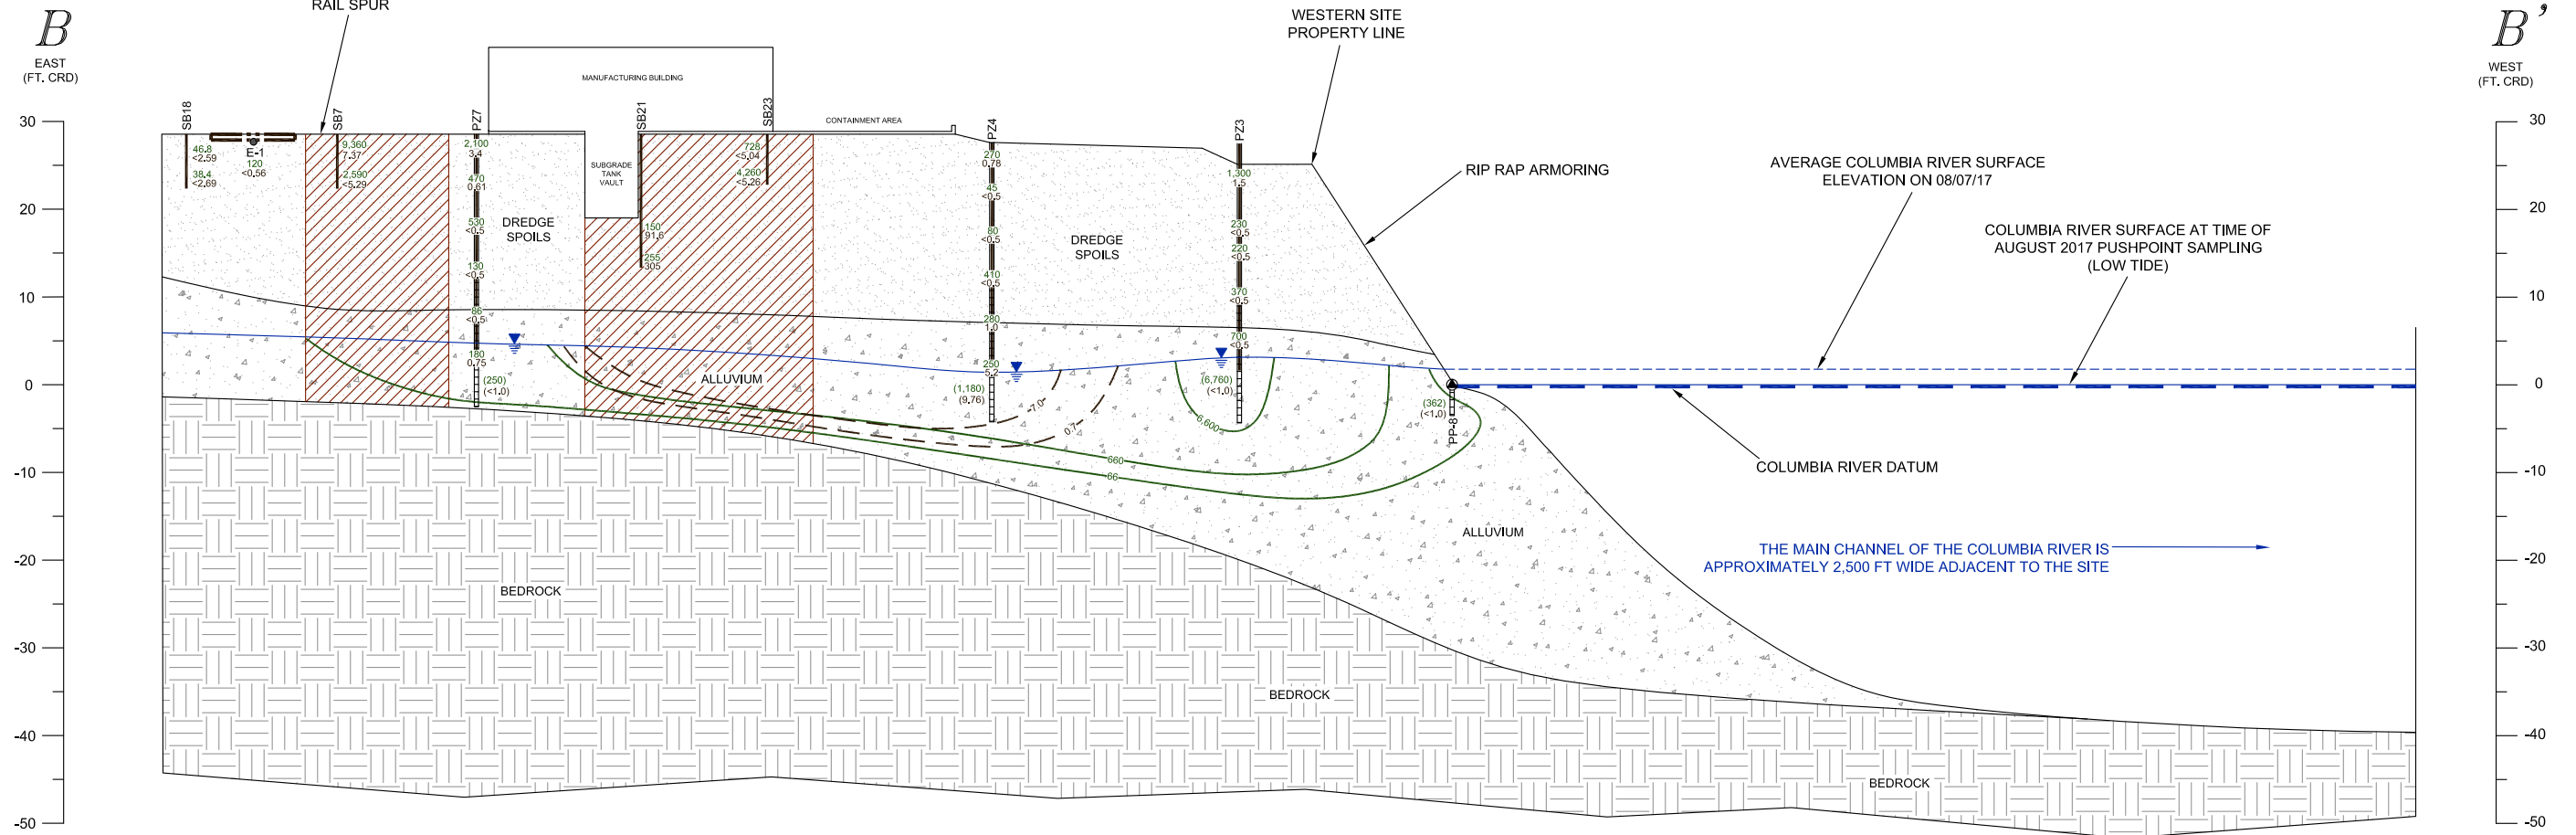 RAIL SPUR
B
EAST
(FT. CRD)
WESTERN SITE
PROPERTY LINE
B'
WEST
(FT. CRD)
MANUFACTURING BUILDING
CONTAINMENT AREA
SUBGRADE
TANK
VAULT
SB18
46.8
<2.59
38.4
<2.69
E-1
120
<0.56
SB7
9,360
7.37
2,590
<5.29
PZ7
2,100
3.4
470
0.61
530
<0.5
130
<0.5
86
<0.5
180
0.75
(250)
(<1.0)
SB21
150
91.6
255
305
SB23
728
<5.04
4,260
<5.26
PZ4
270
0.78
45
<0.5
80
<0.5
410
<0.5
280
1.0
250
5.2
(1,180)
(9.76)
PZ3
1,300
1.5
230
<0.5
220
<0.5
370
<0.5
700
<0.5
(6,760)
(<1.0)
(362)
(<1.0)
PP-8
DREDGE
SPOILS
DREDGE
SPOILS
RIP RAP ARMORING
AVERAGE COLUMBIA RIVER SURFACE
ELEVATION ON 08/07/17
COLUMBIA RIVER SURFACE AT TIME OF
AUGUST 2017 PUSHPOINT SAMPLING
(LOW TIDE)
COLUMBIA RIVER DATUM
ALLUVIUM
7.0
0.7
6,600
660
66
ALLUVIUM
THE MAIN CHANNEL OF THE COLUMBIA RIVER IS
APPROXIMATELY 2,500 FT WIDE ADJACENT TO THE SITE
BEDROCK
BEDROCK
BEDROCK
30
20
10
0
-10
-20
-30
-40
-50
30
20
10
0
-10
-20
-30
-40
-50